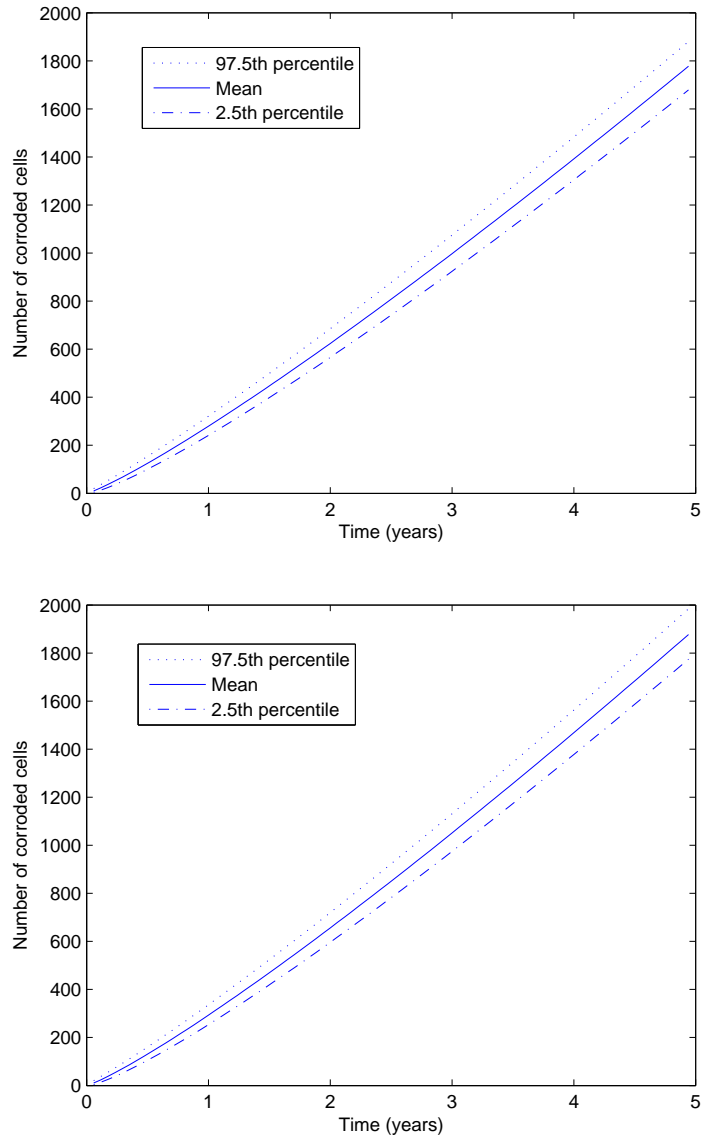 2000
1800
1600
1400
1200
1000
800
600
400
200
0
Number of corroded cells
97.5th percentile
Mean
2.5th percentile
0 1 2 3 4 5
Time (years)
2000
1800
1600
1400
1200
1000
800
600
400
200
0
Number of corroded cells
97.5th percentile
Mean
2.5th percentile
0 1 2 3 4 5
Time (years)